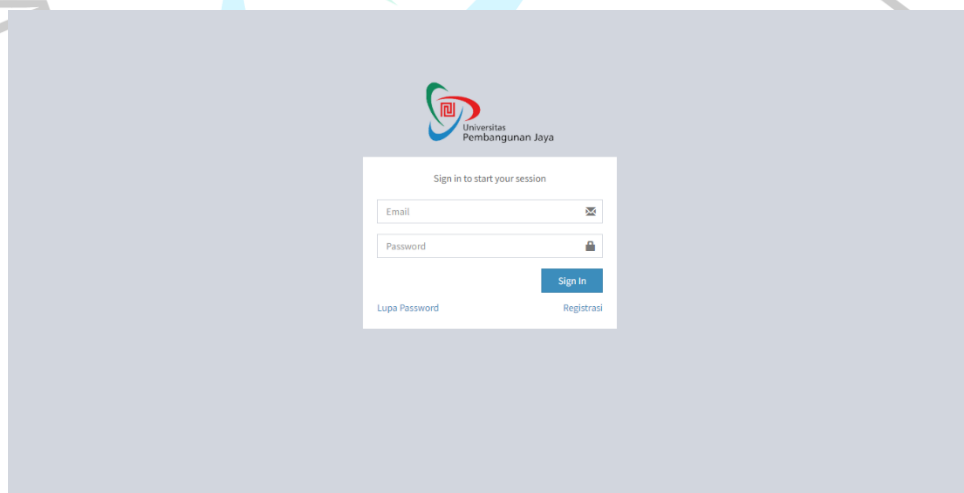 Universitas
Pembangunan Jaya
Sign in to start your session
Email
Password
Sign In
Lupa Password
Registrasi